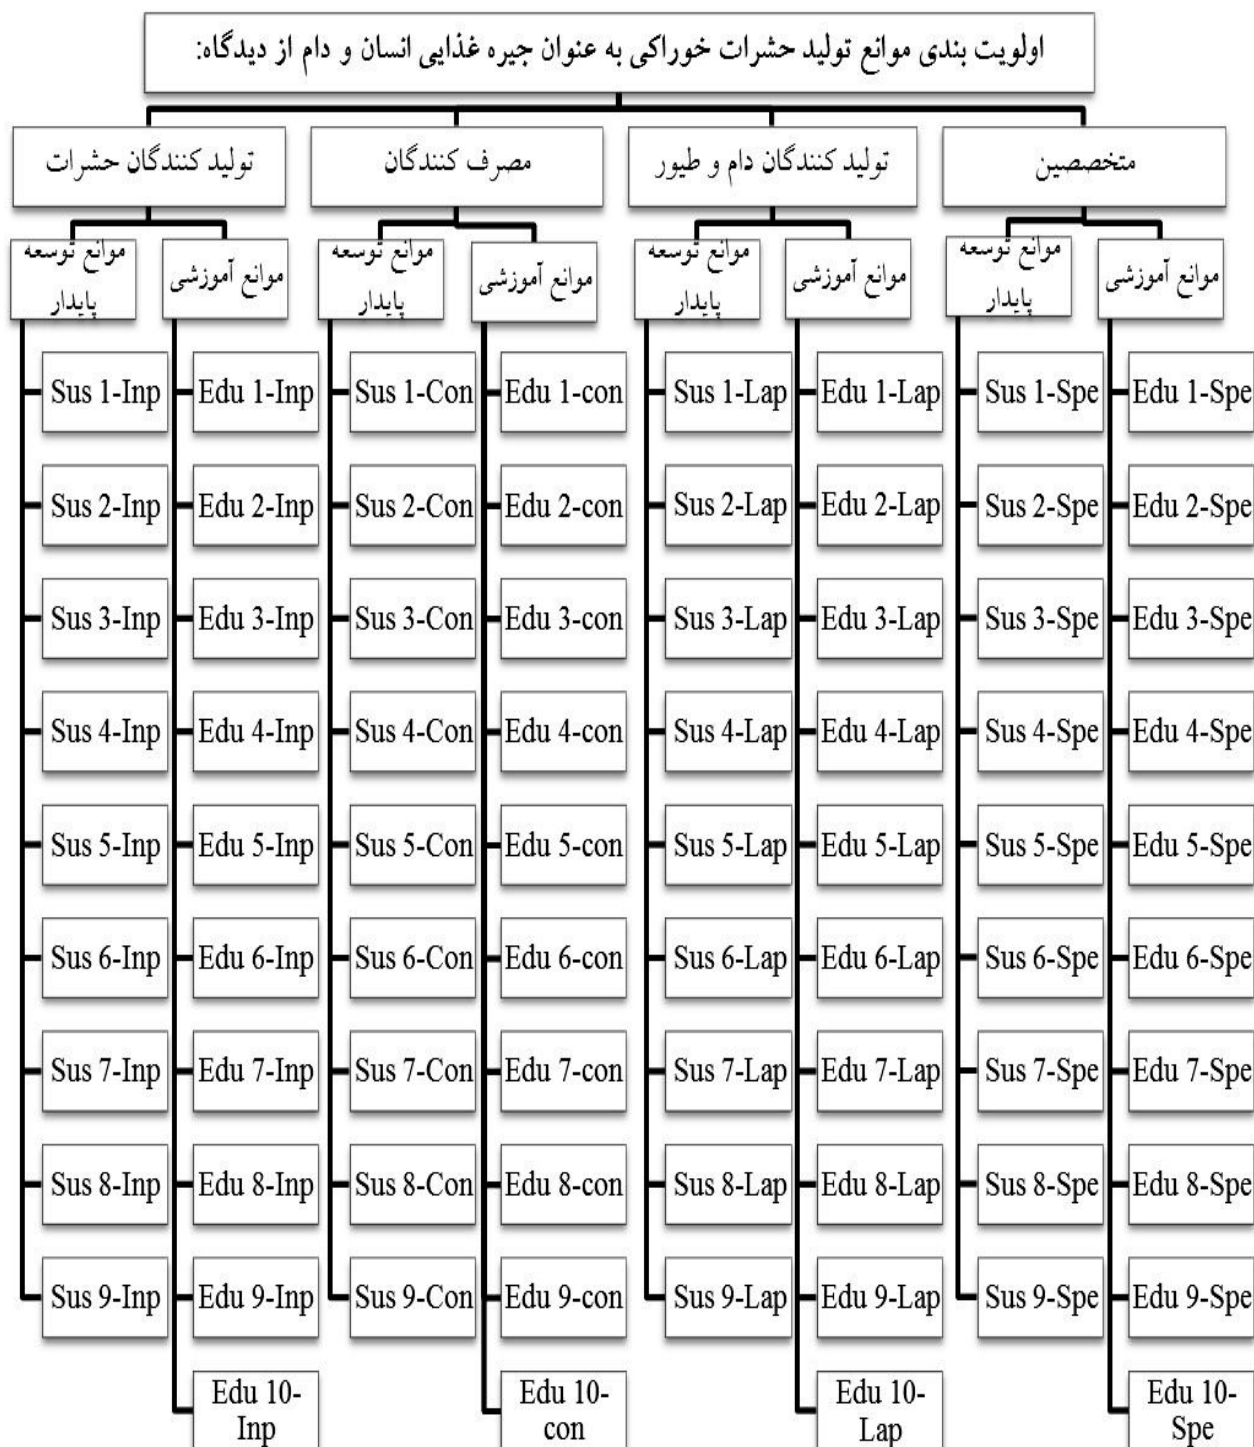 اولویت بندی موانع تولید حشرات خوراکی به عنوان جیره غذایی انسان و دام از دیدگاه:
متخصصین
تولید کنندگان دام و طیور
مصرف کنندگان
تولید کنندگان حشرات
موانع آموزشی
موانع توسعه
پایدار
موانع آموزشی
موانع توسعه
پایدار
موانع آموزشی
موانع توسعه
پایدار
موانع آموزشی
موانع توسعه
پایدار
Edu 1-Spe
Edu 2-Spe
Edu 3-Spe
Edu 4-Spe
Edu 5-Spe
Edu 6-Spe
Edu 7-Spe
Edu 8-Spe
Edu 9-Spe
Edu 10-
Spe
Sus 1-Spe
Sus 2-Spe
Sus 3-Spe
Sus 4-Spe
Sus 5-Spe
Sus 6-Spe
Sus 7-Spe
Sus 8-Spe
Sus 9-Spe
Edu 1-Lap
Edu 2-Lap
Edu 3-Lap
Edu 4-Lap
Edu 5-Lap
Edu 6-Lap
Edu 7-Lap
Edu 8-Lap
Edu 9-Lap
Edu 10-
Lap
Sus 1-Lap
Sus 2-Lap
Sus 3-Lap
Sus 4-Lap
Sus 5-Lap
Sus 6-Lap
Sus 7-Lap
Sus 8-Lap
Sus 9-Lap
Edu 1-con
Edu 2-con
Edu 3-con
Edu 4-con
Edu 5-con
Edu 6-con
Edu 7-con
Edu 8-con
Edu 9-con
Edu 10-
con
Sus 1-Con
Sus 2-Con
Sus 3-Con
Sus 4-Con
Sus 5-Con
Sus 6-Con
Sus 7-Con
Sus 8-Con
Sus 9-Con
Edu 1-Inp
Edu 2-Inp
Edu 3-Inp
Edu 4-Inp
Edu 5-Inp
Edu 6-Inp
Edu 7-Inp
Edu 8-Inp
Edu 9-Inp
Edu 10-
Inp
Sus 1-Inp
Sus 2-Inp
Sus 3-Inp
Sus 4-Inp
Sus 5-Inp
Sus 6-Inp
Sus 7-Inp
Sus 8-Inp
Sus 9-Inp